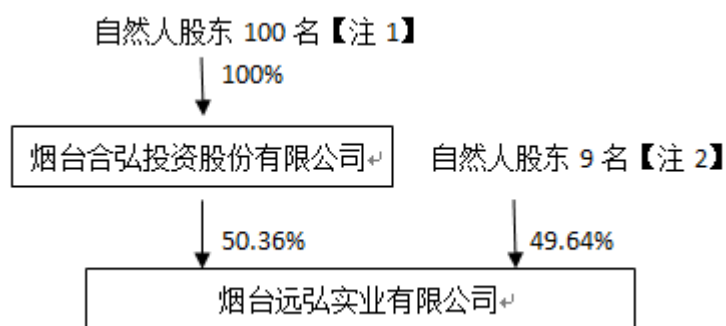 自然人股东 100 名【注 1】
100%
烟台合弘投资股份有限公司↵
自然人股东 9 名【注 2】
50.36%
49.64%
烟台远弘实业有限公司↵